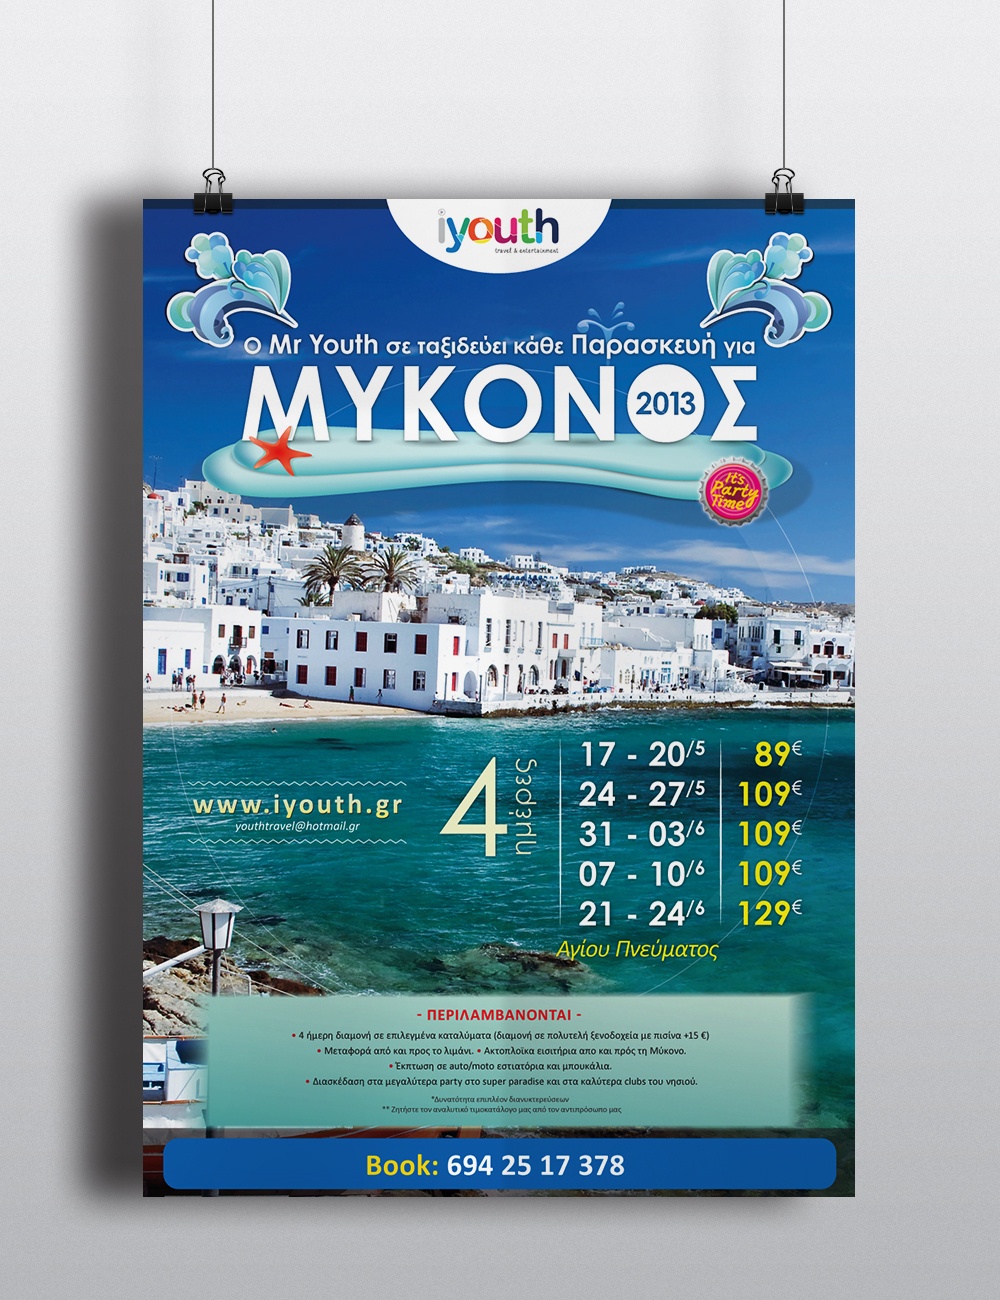 iyouth
travel & entertainment
Ο Mr Youth σε ταξιδεύει κάθε Παρασκευή για
ΜΥΚΟΝΟΣ
2013
It's
Party
Time
www.iyouth.gr
youthtravel@hotmail.gr
4 ημέρες
17 - 20/5 89€
24 - 27/5 109€
31 - 03/6 109€
07 - 10/6 109€
21 - 24/6 129€
Αγίου Πνεύματος
- ΠΕΡΙΛΑΜΒΑΝΟΝΤΑΙ -
• 4 ήμερη διαμονή σε επιλεγμένα καταλύματα (διαμονή σε πολυτελή ξενοδοχεία με πισίνα +15 €)
• Μεταφορά από και προς το λιμάνι. • Ακτοπλοϊκα εισιτήρια απο και πρός τη Μύκονο.
• Έκπτωση σε auto/moto εστιατόρια και μπουκάλια.
• Διασκέδαση στα μεγαλύτερα party στο super paradise και στα καλύτερα clubs του νησιού.
*Δυνατότητα επιπλέον διανυκτερεύσεων
** Ζητήστε τον αναλυτικό τιμοκατάλογο μας από τον αντιπρόσωπο μας
Book: 694 25 17 378